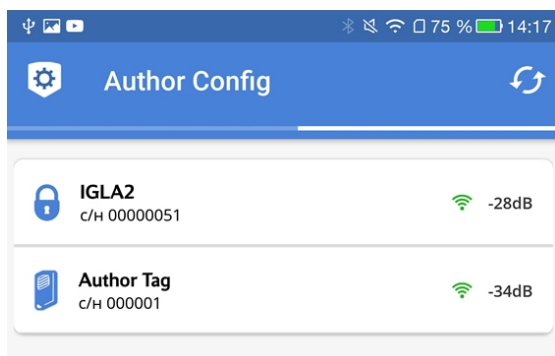 75 % 14:17
Author Config
IGLA2
-28dB
с/н 00000051
Author Tag
-34dB
с/н 000001